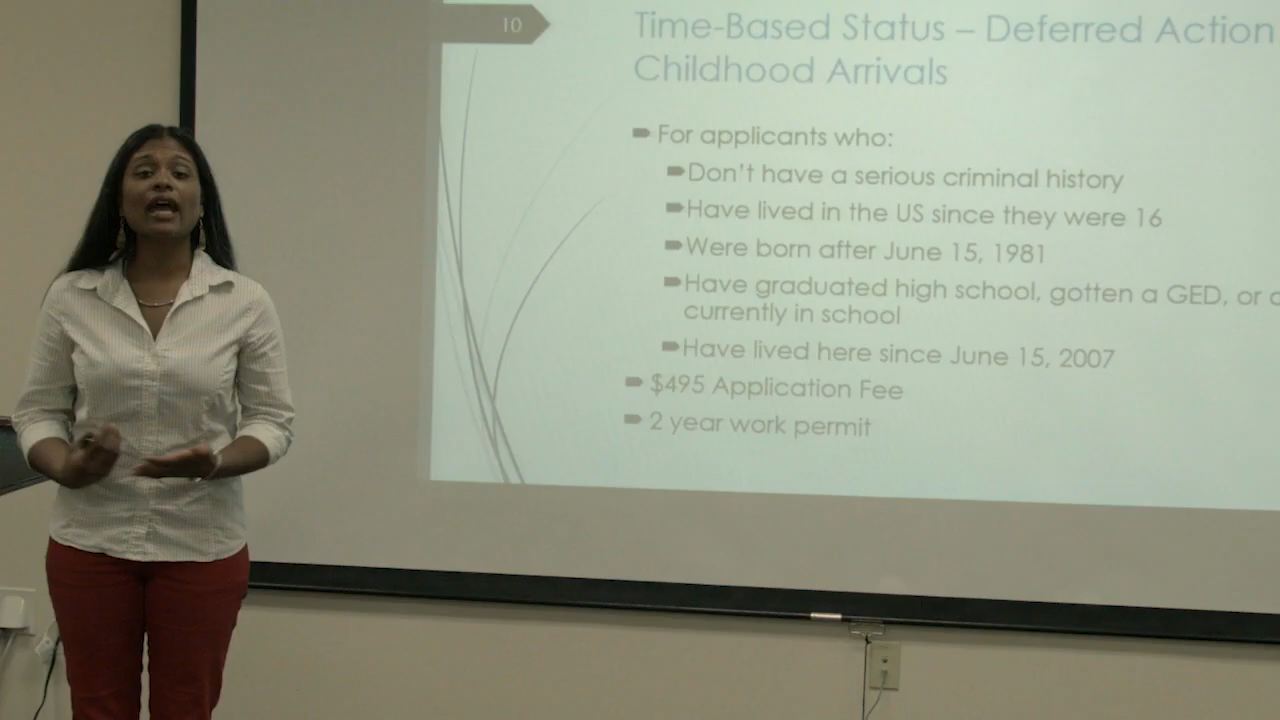 10
Time-Based Status – Deferred Action
Childhood Arrivals
For applicants who:
Don't have a serious criminal history
Have lived in the US since they were 16
Were born after June 15, 1981
Have graduated high school, gotten a GED, or
currently in school
Have lived here since June 15, 2007
$495 Application Fee
2 year work permit